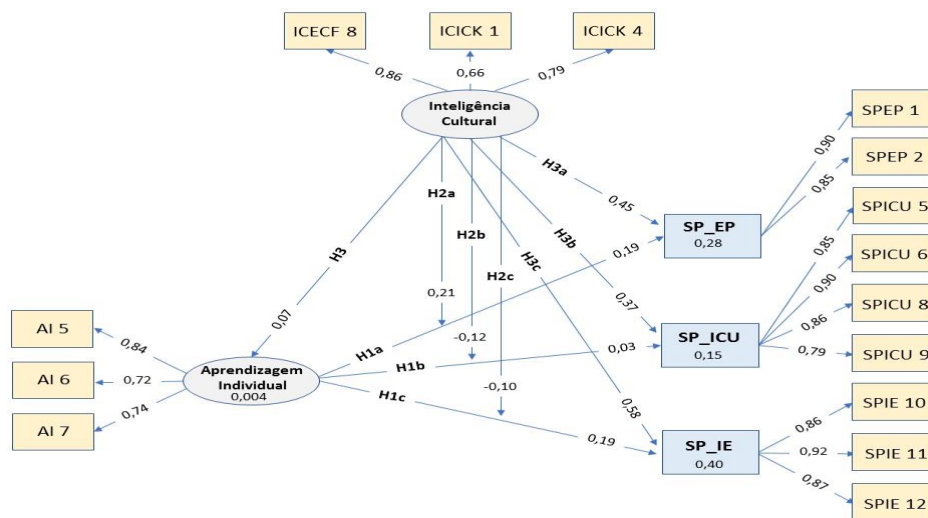 ICECF 8
ICICK 1
ICICK 4
0,86
0,66
0,79
Inteligência
Cultural
SPEP 1
SPEP 2
SPICU 5
SPICU 6
SPICU 8
SPICU 9
SPIE 10
SPIE 11
SPIE 12
0,90
0,85
0,85
0,90
0,86
0,79
0,86
0,92
0,87
H3a
0,45
H2a
H2b
H2c
H3b
H3c
H3
SP_EP
0,28
0,19
0,21
0,37
-0,12
0,03
SP_ICU
0,15
0,07
H1a
H1b
H1c
-0,10
0,58
0,19
SP_IE
0,40
AI 5
AI 6
AI 7
0,84
0,72
0,74
Aprendizagem
Individual
0,004